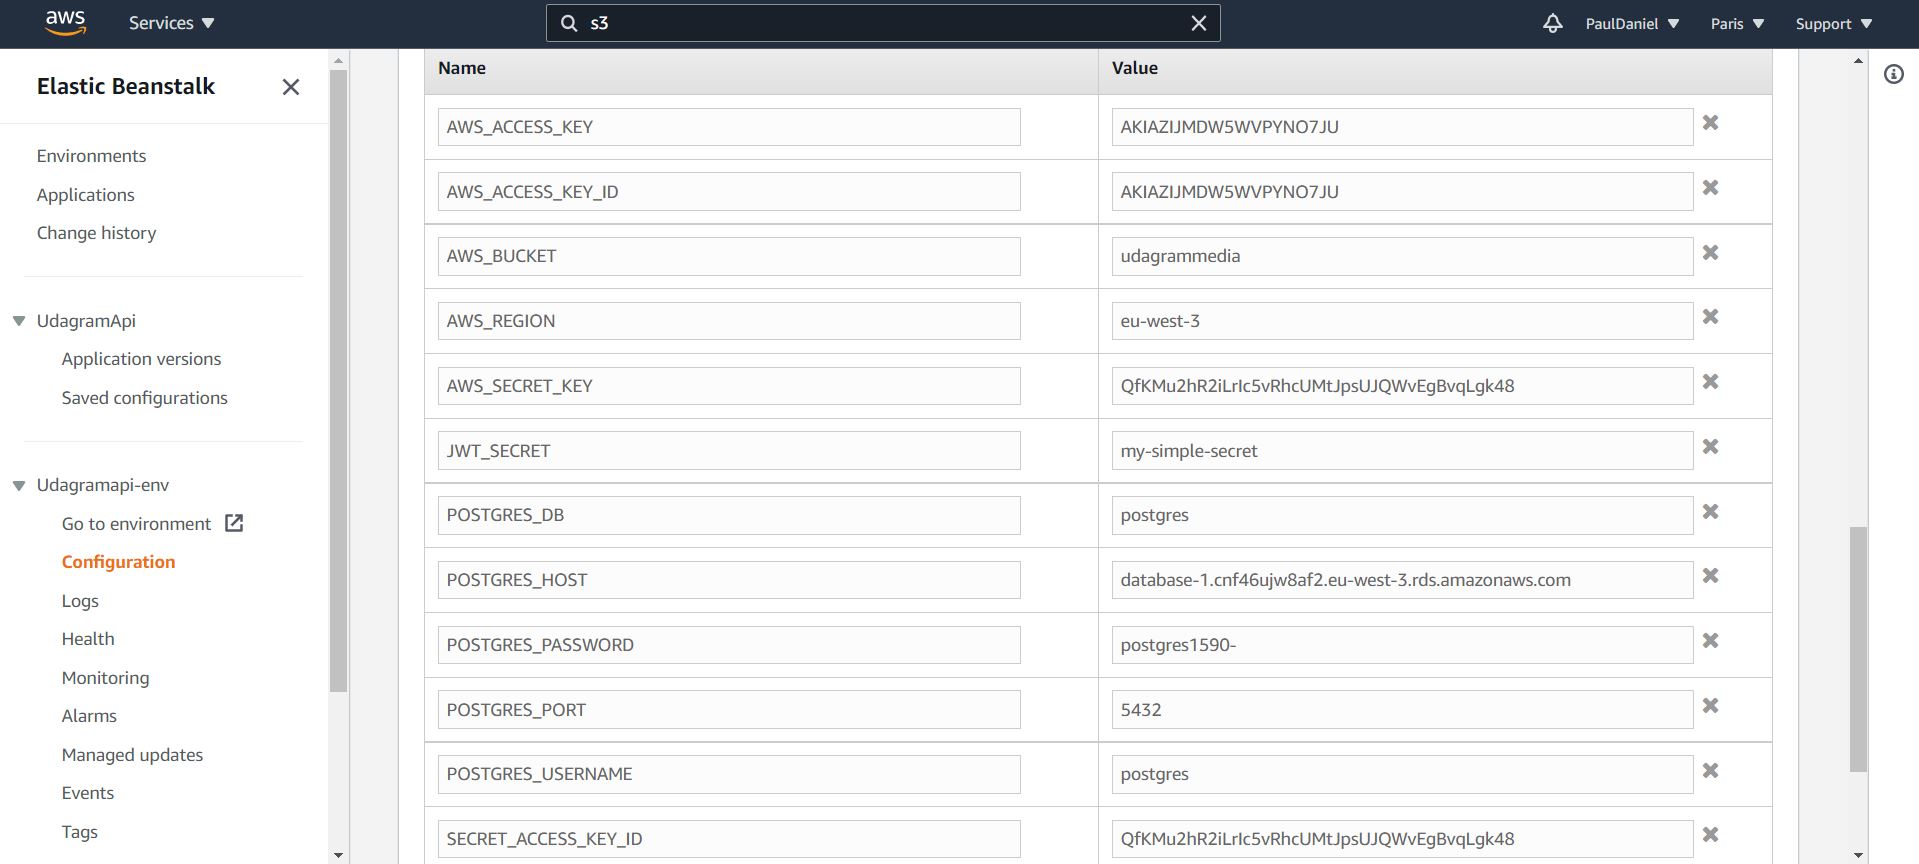 aws
Services
s3
PaulDaniel
Paris
Support
Elastic Beanstalk
Environments
Applications
Change history
UdagramApi
Application versions
Saved configurations
Udagramapi-env
Go to environment
Configuration
Logs
Health
Monitoring
Alarms
Managed updates
Events
Tags
Name Value
AWS_ACCESS_KEY AKIAZIJMDW5WVPYNO7JU
AWS_ACCESS_KEY_ID AKIAZIJMDW5WVPYNO7JU
AWS_BUCKET udagrammedia
AWS_REGION eu-west-3
AWS_SECRET_KEY QfKMu2hR2iLrIc5vRhcUMtJpsUJQWvEgBvqLgk48
JWT_SECRET my-simple-secret
POSTGRES_DB postgres
POSTGRES_HOST database-1.cnf46ujw8af2.eu-west-3.rds.amazonaws.com
POSTGRES_PASSWORD postgres1590-
POSTGRES_PORT 5432
POSTGRES_USERNAME postgres
SECRET_ACCESS_KEY_ID QfKMu2hR2iLrIc5vRhcUMtJpsUJQWvEgBvqLgk48